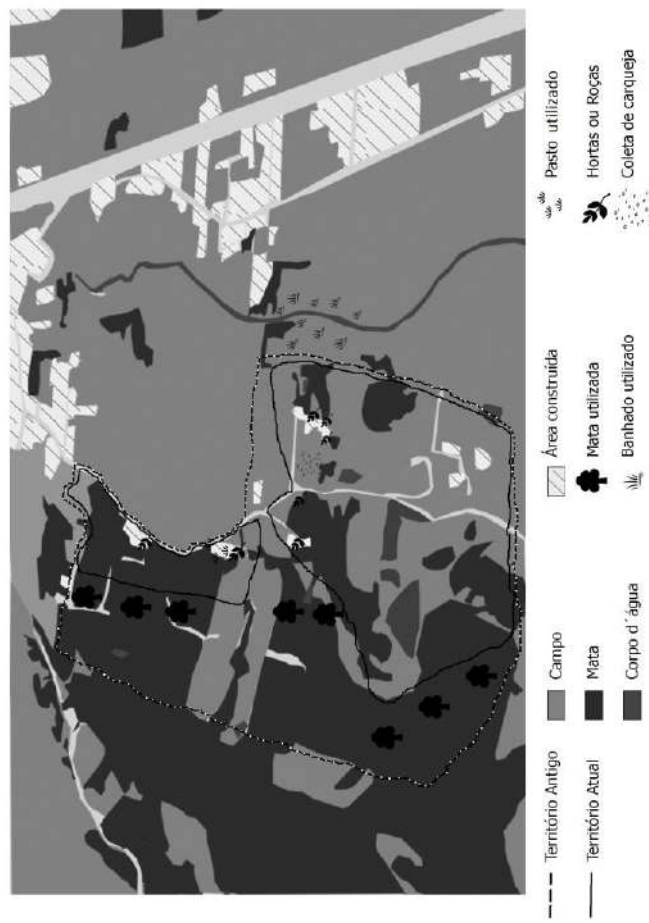 Território Antigo
Território Atual
Campo
Mata
Corpo d´água
Área construída
Mata utilizada
Banhado utilizado
Pasto utilizado
Hortas ou Roças
Coleta de carqueja